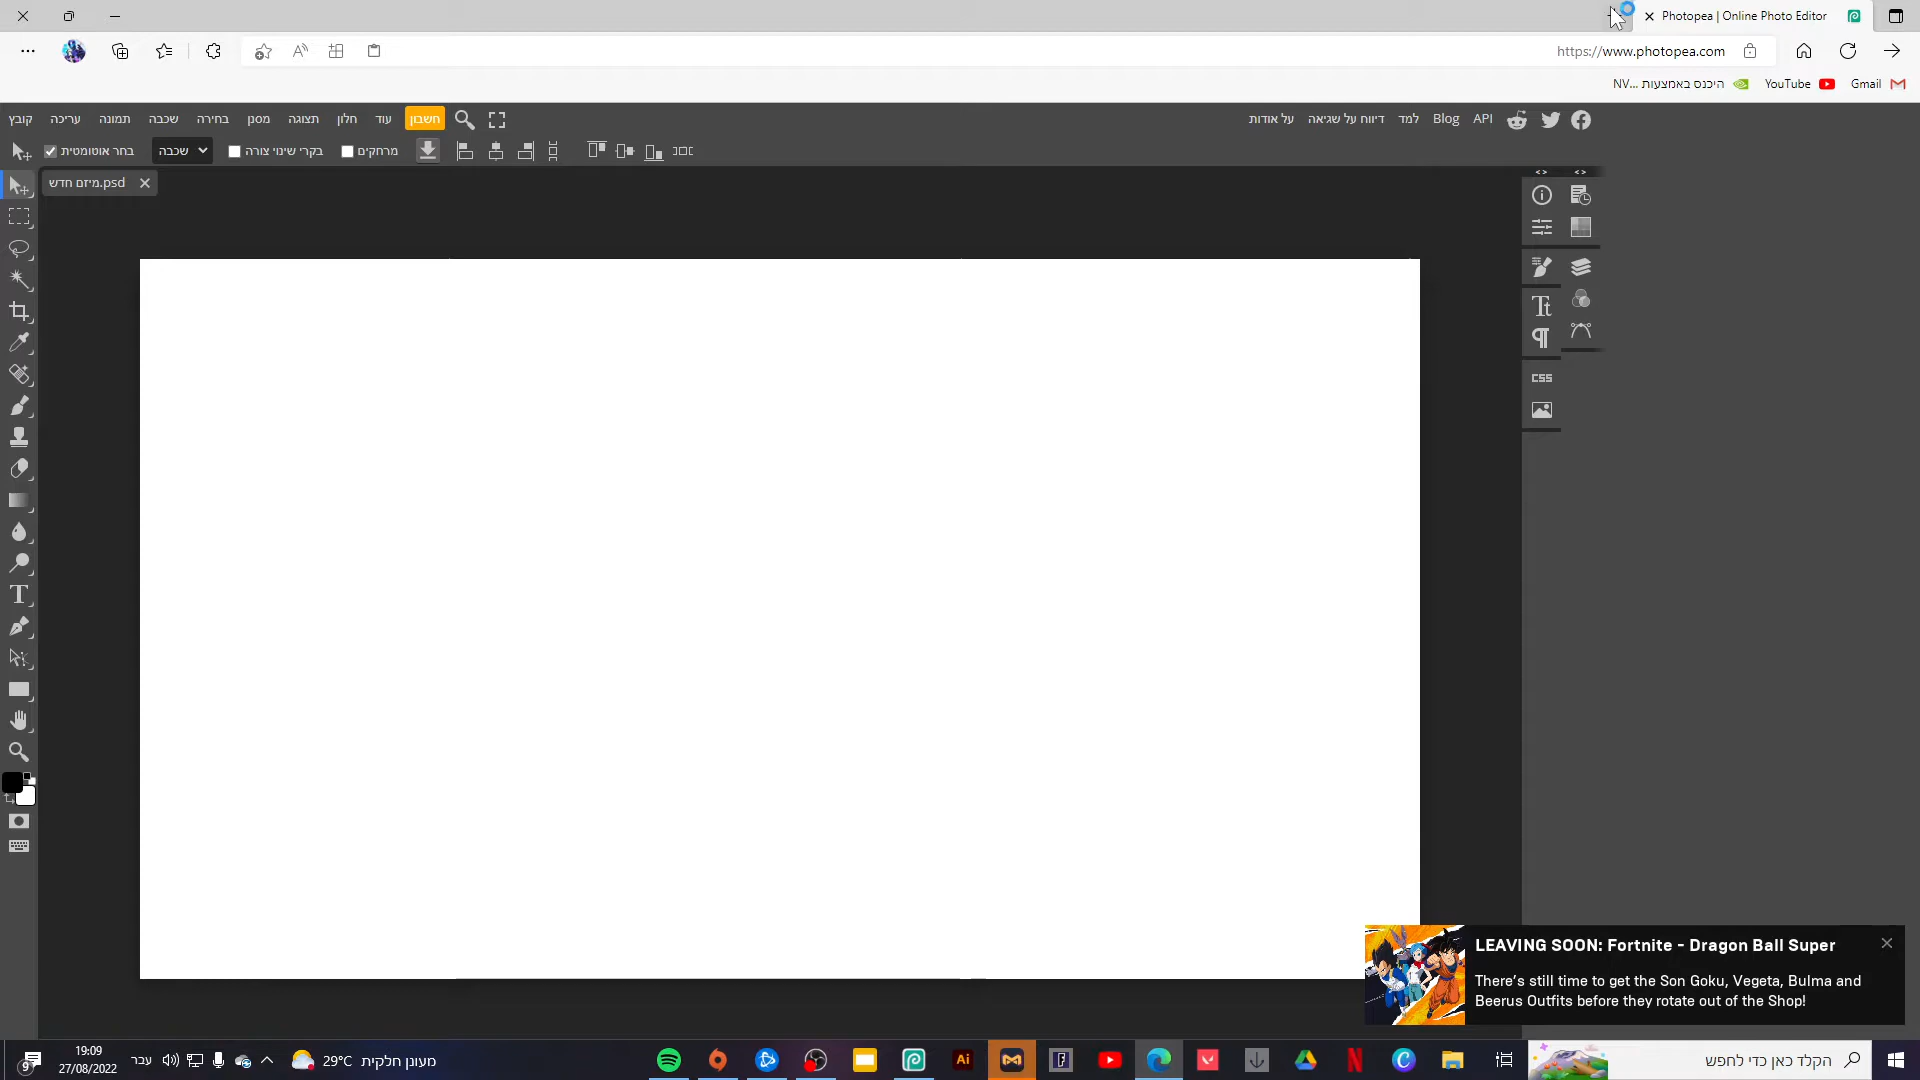 Photopea | Online Photo Editor
https://www.photopea.com
Gmail
YouTube
היכנס באמצעות NV...
קובץ
עריכה
תמונה
שכבה
בחירה
מסנן
תצוגה
חלון
עוד
חשבון
על אודות
דיווח על שגיאה
למד
Blog
API
בחר אוטומטית
שכבה
בקרי שינוי צורה
מרחקים
מיזם חדש.psd
Tt
CSS
T
LEAVING SOON: Fortnite - Dragon Ball Super
There's still time to get the Son Goku, Vegeta, Bulma and
Beerus Outfits before they rotate out of the Shop!
הקלד כאן כדי לחפש
Ai
29°C מעונן חלקית
עבר
19:09
27/08/2022
9